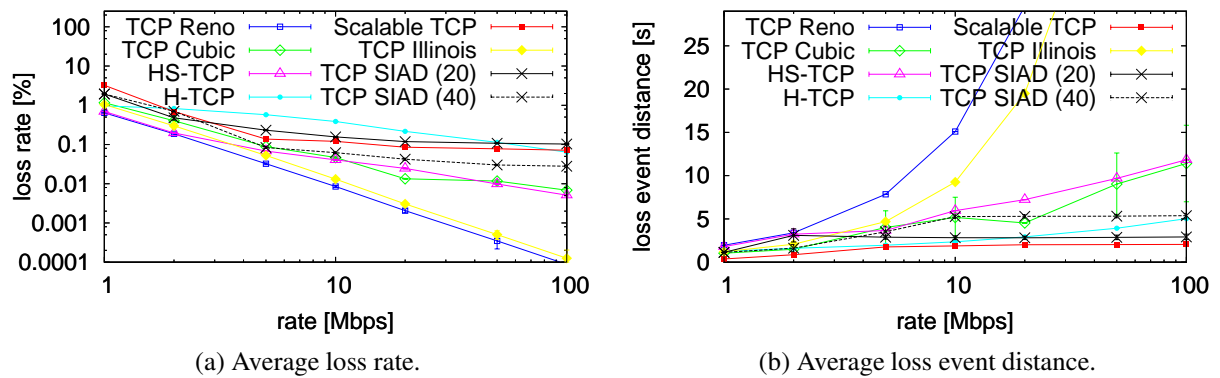 TCP Reno
TCP Cubic
HS-TCP
H-TCP
Scalable TCP
TCP Illinois
TCP SIAD (20)
TCP SIAD (40)
loss rate [%]
100
10
1
0.1
0.01
0.001
0.0001
1
10
100
rate [Mbps]
(a) Average loss rate.
TCP Reno
TCP Cubic
HS-TCP
H-TCP
Scalable TCP
TCP Illinois
TCP SIAD (20)
TCP SIAD (40)
loss event distance [s]
25
20
15
10
5
0
1
10
100
rate [Mbps]
(b) Average loss event distance.